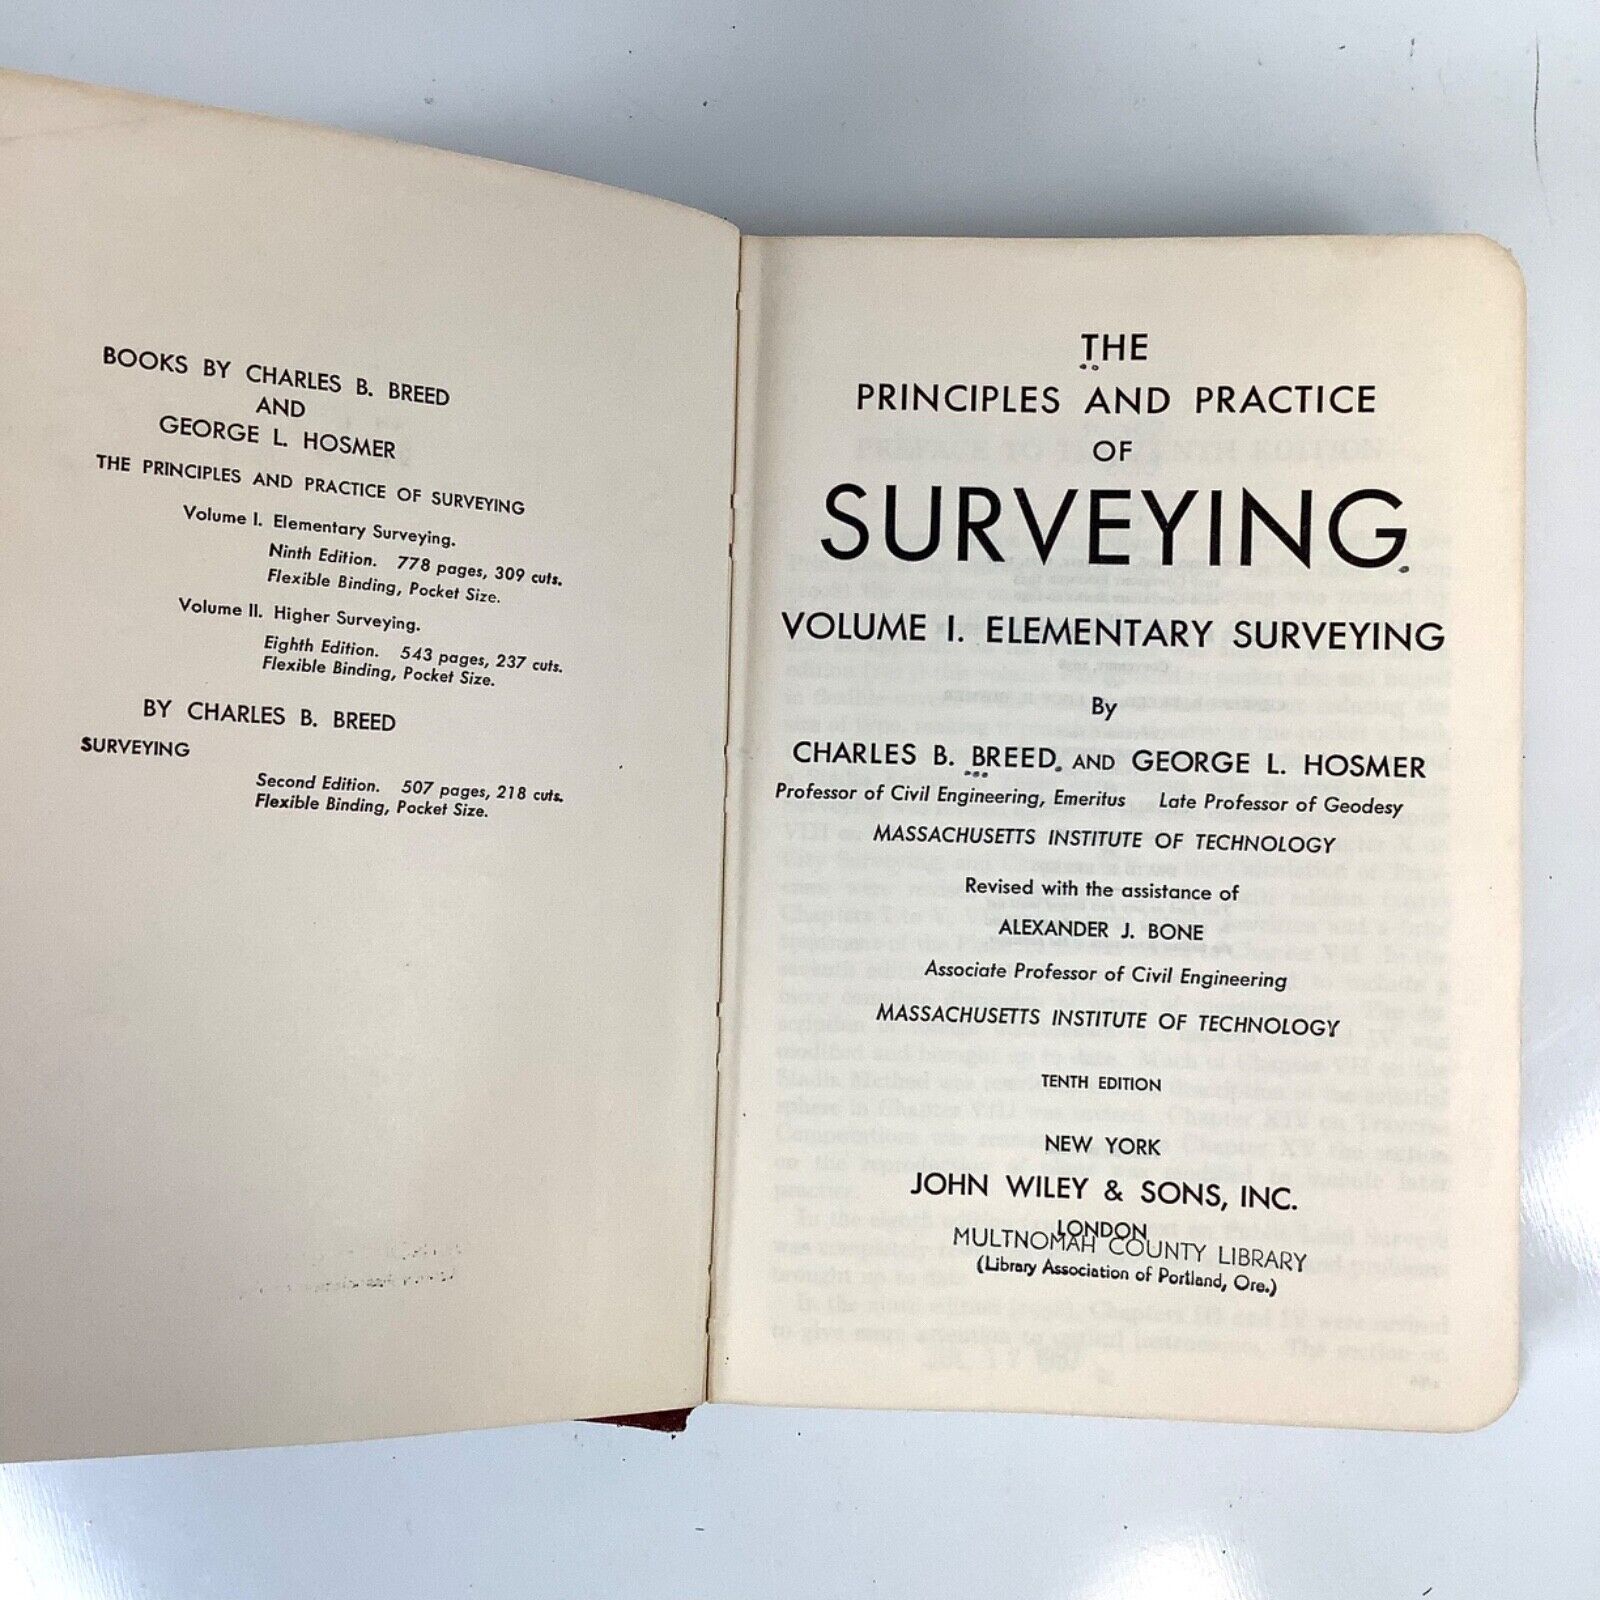 BOOKS BY CHARLES B. BREED
AND
GEORGE L. HOSMER
THE PRINCIPLES AND PRACTICE OF SURVEYING
Volume I. Elementary Surveying.
Ninth Edition. 778 pages, 309 cuts.
Flexible Binding, Pocket Size.
Volume II. Higher Surveying.
Eighth Edition. 543 pages, 237 cuts.
Flexible Binding, Pocket Size.
BY CHARLES B. BREED
SURVEYING
Second Edition. 507 pages, 218 cuts.
Flexible Binding, Pocket Size.
THE
PRINCIPLES AND PRACTICE
OF
SURVEYING
VOLUME I. ELEMENTARY SURVEYING
By
CHARLES B. BREED AND GEORGE L. HOSMER
Professor of Civil Engineering, Emeritus Late Professor of Geodesy
MASSACHUSETTS INSTITUTE OF TECHNOLOGY
Revised with the assistance of
ALEXANDER J. BONE
Associate Professor of Civil Engineering
MASSACHUSETTS INSTITUTE OF TECHNOLOGY
TENTH EDITION
NEW YORK
JOHN WILEY & SONS, INC.
LONDON
MULTNOMAH COUNTY LIBRARY
(Library Association of Portland, Ore.)